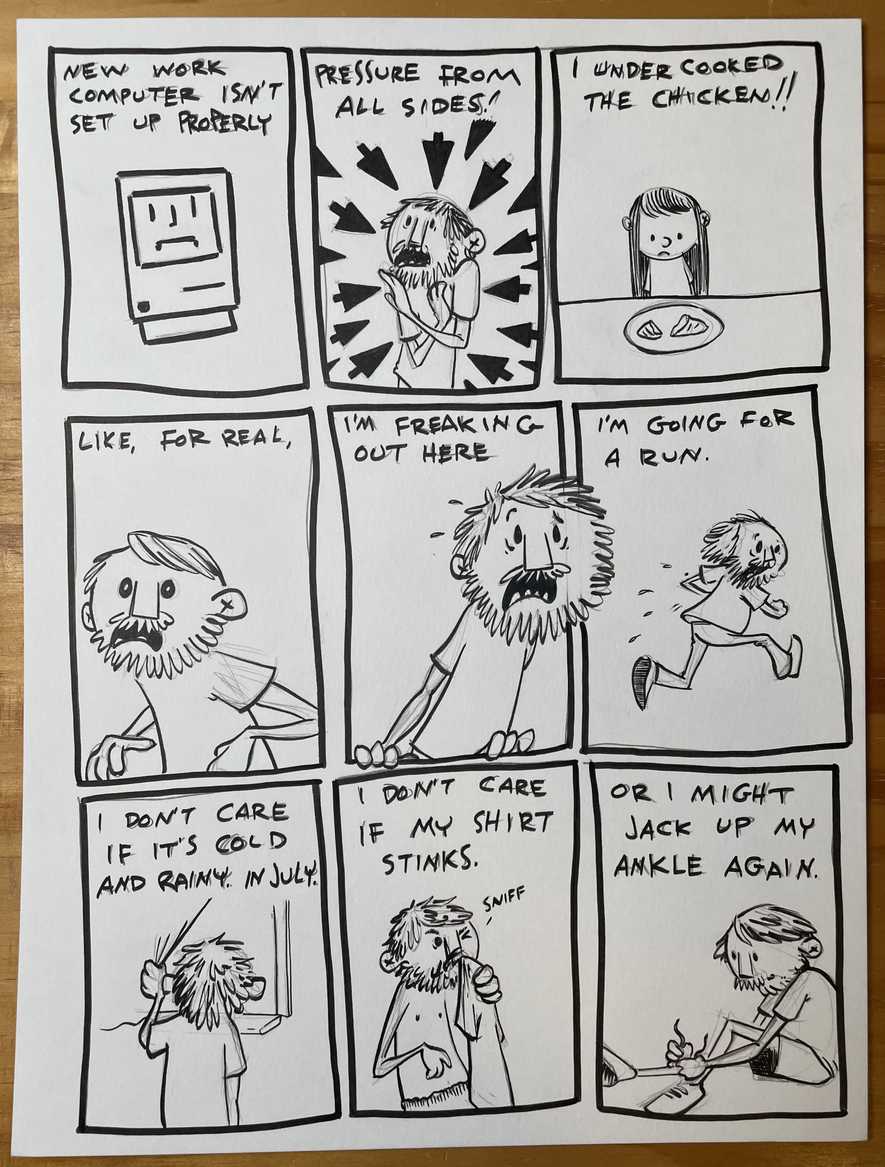 NEW WORK
COMPUTER ISN'T
SET UP PROPERLY
PRESSURE FROM
ALL SIDES!
I UNDER COOKED
THE CHICKEN!!
LIKE, FOR REAL,
I'M FREAKING
OUT HERE
I'M GOING FOR
A RUN.
I DON'T CARE
IF IT'S COLD
AND RAINY. IN JULY.
I DON'T CARE
IF MY SHIRT
STINKS.
SNIFF
OR I MIGHT
JACK UP MY
ANKLE AGAIN.